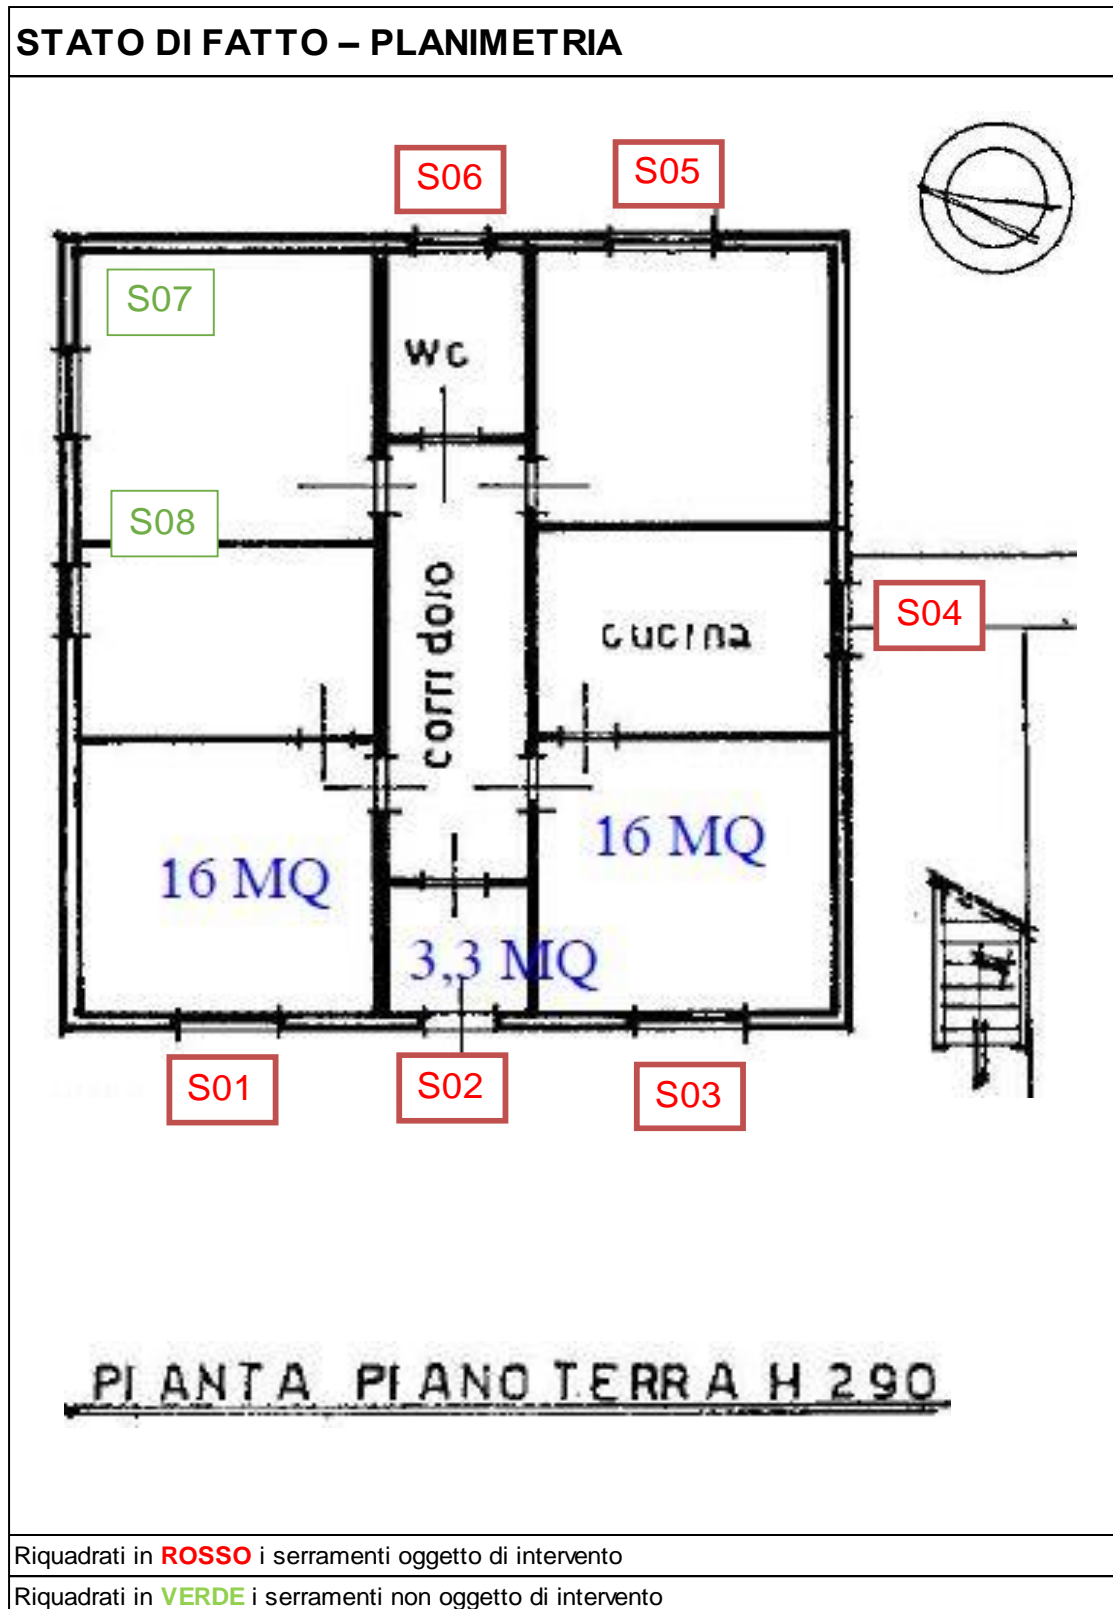 STATO DI FATTO – PLANIMETRIA
S06
S05
S07
wc
S08
corridoio
cucina
S04
16 MQ
16 MQ
3,3 MQ
S01
S02
S03
PIANTA PIANO TERRA H 290
Riquadrati in ROSSO i serramenti oggetto di intervento
Riquadrati in VERDE i serramenti non oggetto di intervento